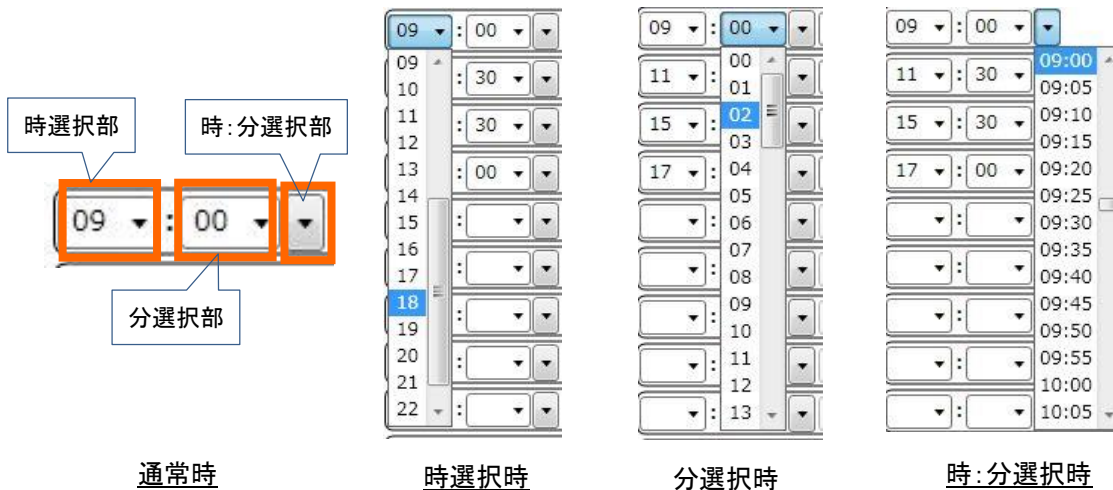 時選択部
時:分選択部
09 ▼ : 00 ▼ ▼
分選択部
通常時
09 ▼ : 00 ▼ ▼
09
10 : 30 ▼ ▼
11
12 : 30 ▼ ▼
13 : 00 ▼ ▼
14
15 : ▼ ▼
16
17 : ▼ ▼
18
19 : ▼ ▼
20 : ▼ ▼
21
22 : ▼ ▼
時選択時
09 ▼ : 00 ▼ ▼
00
11 ▼ : 01 ▼
15 ▼ : 02 ▼
03
17 ▼ : 04 ▼
05
▼ : 06 ▼
07
▼ : 08 ▼
09
▼ : 10 ▼
▼ : 11 ▼
12
▼ : 13 ▼
分選択時
09 ▼ : 00 ▼ ▼
09:00
11 ▼ : 30 ▼ 09:05
15 ▼ : 30 ▼ 09:10
09:15
17 ▼ : 00 ▼ 09:20
09:25
▼ : ▼ 09:30
09:35
▼ : ▼ 09:40
09:45
▼ : ▼ 09:50
▼ : ▼ 09:55
10:00
▼ : ▼ 10:05
時:分選択時